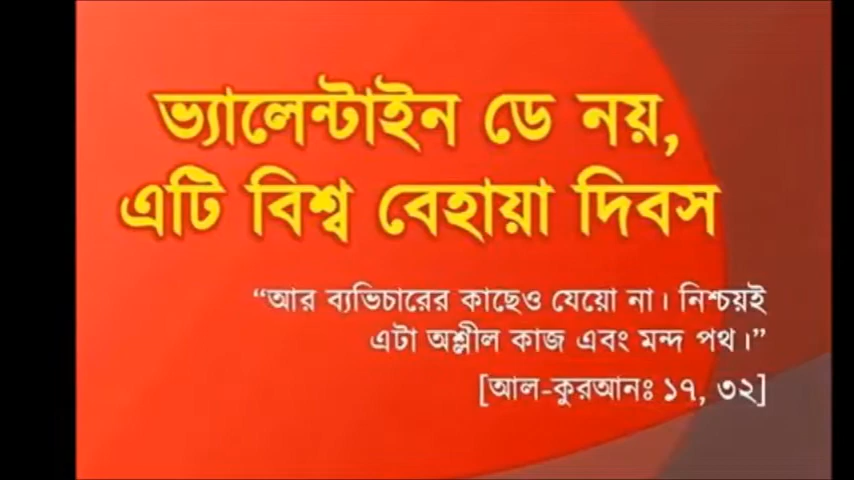 ভ্যালেন্টাইন ডে নয়,
এটি বিশ্ব বেহায়া দিবস
“আর ব্যভিচারের কাছেও যেয়ো না। নিশ্চয়ই
এটা অশ্লীল কাজ এবং মন্দ পথ।”
[আল-কুরআনঃ ১৭, ৩২]